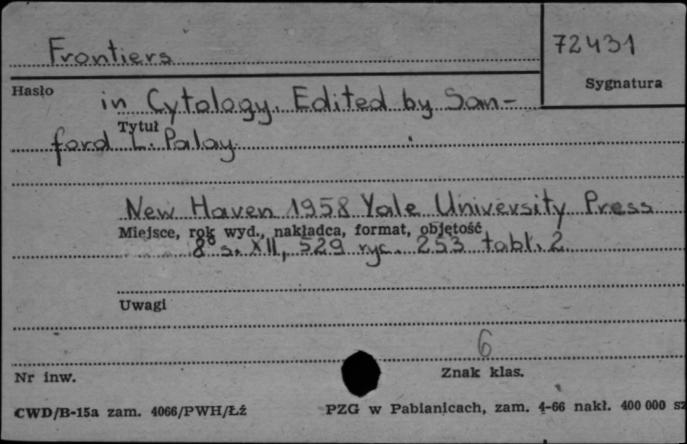 Frontiers
72431
Hasło
Sygnatura
in Cytology. Edited by San-
Tytuł
ford L. Palay.
New Haven 1958 Yale University Press
Miejsce, rok wyd., nakładca, format, objętość
8° s. XII, 529 ryc. 253 tabl. 2
Uwagi
6
Nr inw.
Znak klas.
CWD/B-15a zam. 4066/PWH/Łź
PZG w Pabianicach, zam. 4-66 nakł. 400 000 sz